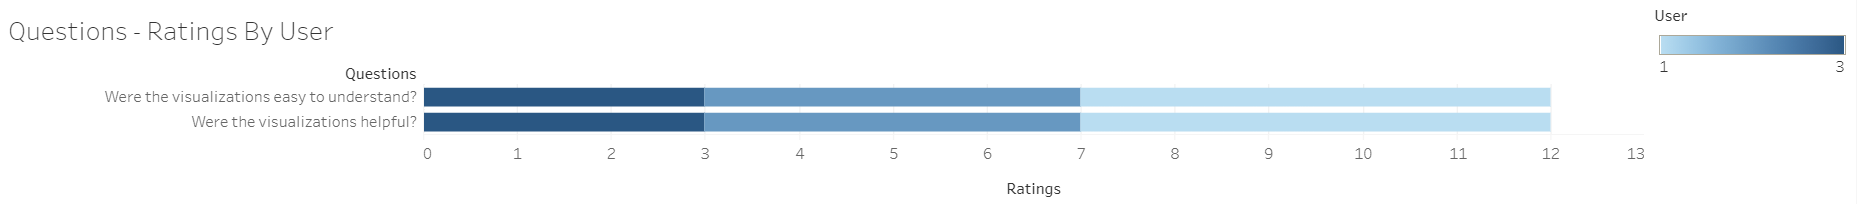 Questions - Ratings By User
User
1 3
Questions
Were the visualizations easy to understand?
Were the visualizations helpful?
0 1 2 3 4 5 6 7 8 9 10 11 12 13
Ratings